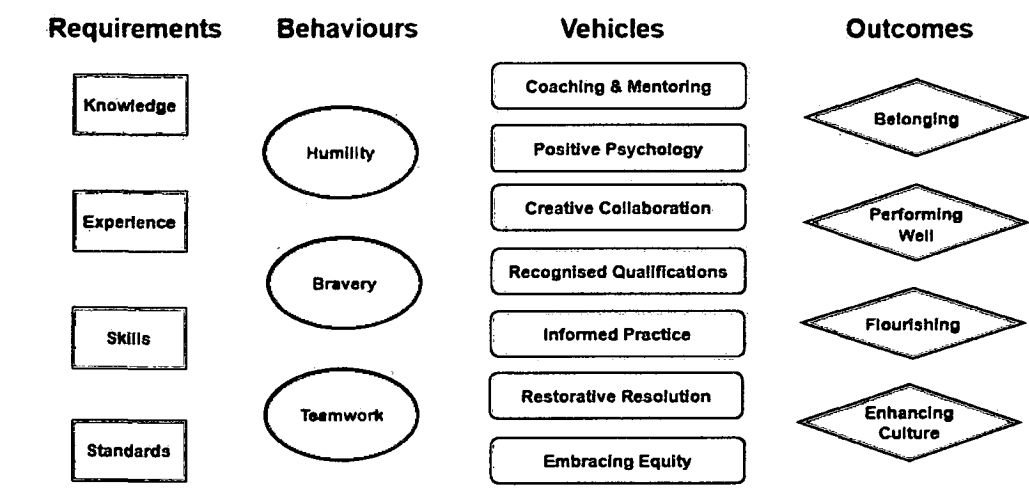 Requirements
Behaviours
Vehicles
Outcomes
Knowledge
Experience
Skills
Standards
Humility
Bravery
Teamwork
Coaching & Mentoring
Positive Psychology
Creative Collaboration
Recognised Qualifications
Informed Practice
Restorative Resolution
Embracing Equity
Belonging
Performing
Well
Flourishing
Enhancing
Culture